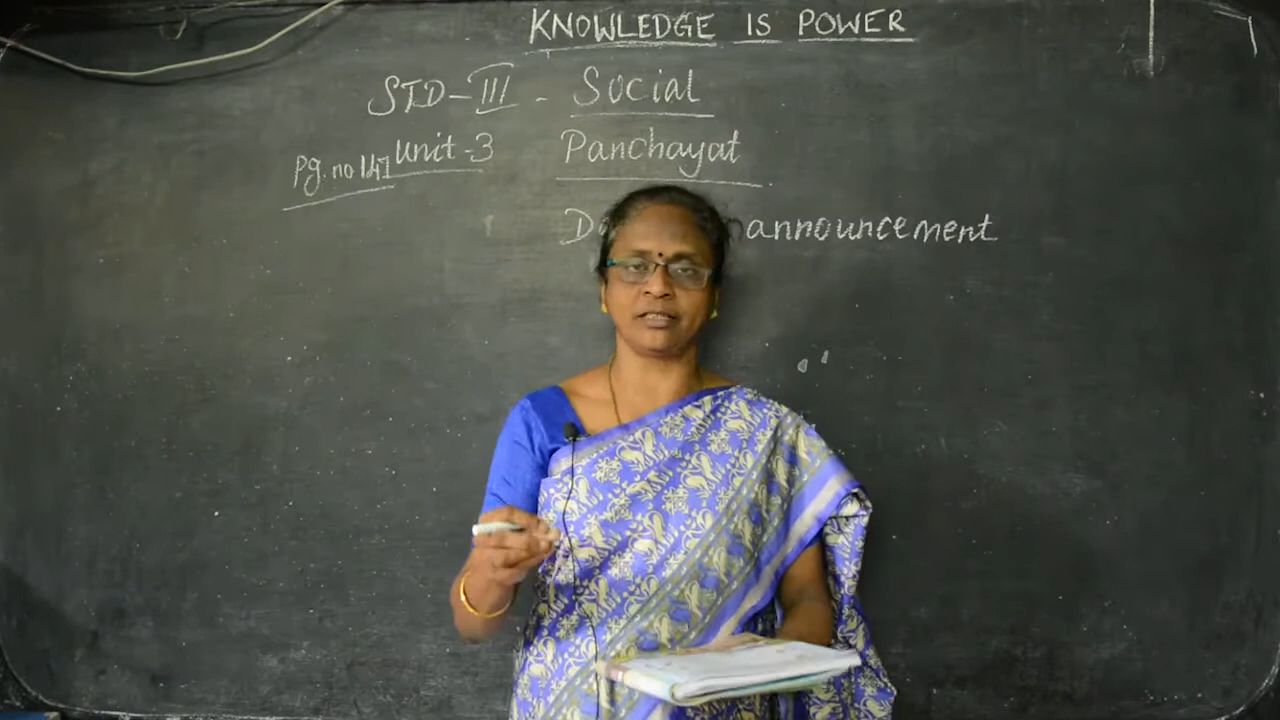 KNOWLEDGE IS POWER
STD-III - Social
Pg. no 147 Unit-3 Panchayat
announcement